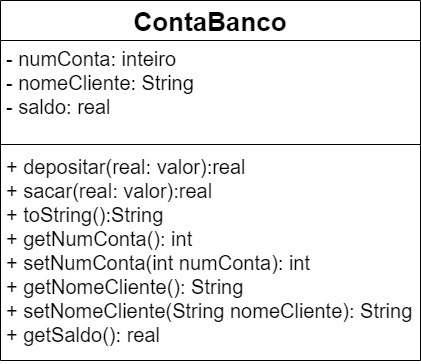 ContaBanco
- numConta: inteiro
- nomeCliente: String
- saldo: real
+ depositar(real: valor):real
+ sacar(real: valor):real
+ toString():String
+ getNumConta(): int
+ setNumConta(int numConta): int
+ getNomeCliente(): String
+ setNomeCliente(String nomeCliente): String
+ getSaldo(): real